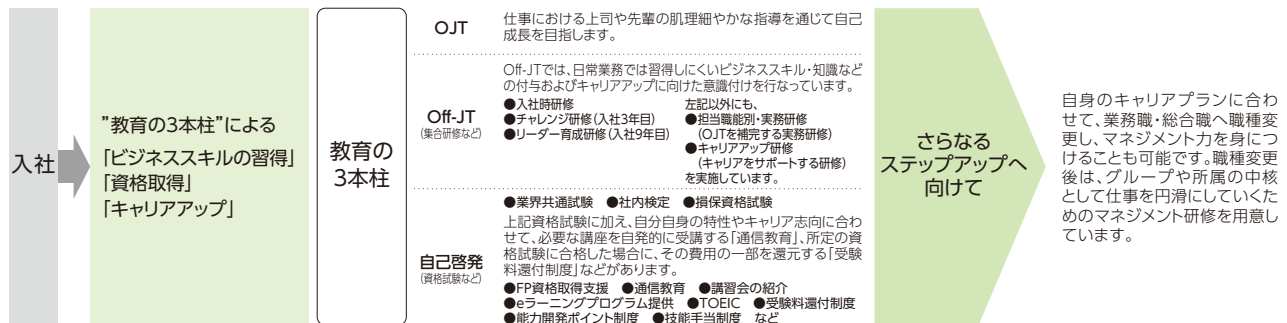 入社
”教育の3本柱”による
「ビジネススキルの習得」
「資格取得」
「キャリアアップ」
教育の
3本柱
OJT
仕事における上司や先輩の肌理細やかな指導を通じて自己
成長を目指します。
Off-JT
(集合研修など)
Off-JTでは、日常業務では習得しにくいビジネススキル・知識など
の付与およびキャリアアップに向けた意識付けを行なっています。
●入社時研修
●チャレンジ研修(入社3年目)
●リーダー育成研修(入社9年目)
左記以外にも、
●担当職能別・実務研修
(OJTを補完する実務研修)
●キャリアアップ研修
(キャリアをサポートする研修)
を実施しています。
自己啓発
(資格試験など)
●業界共通試験 ●社内検定 ●損保資格試験
上記資格試験に加え、自分自身の特性やキャリア志向に合わ
せて、必要な講座を自発的に受講する「通信教育」、所定の資
格試験に合格した場合に、その費用の一部を還元する「受験
料還付制度」などがあります。
●FP資格取得支援 ●通信教育 ●講習会の紹介
●eラーニングプログラム提供 ●TOEIC ●受験料還付制度
●能力開発ポイント制度 ●技能手当制度 など
さらなる
ステップアップへ
向けて
自身のキャリアプランに合わ
せて、業務職・総合職へ職種変
更し、マネジメント力を身につ
けることも可能です。職種変更
後は、グループや所属の中核
として仕事を円滑にしていくた
めのマネジメント研修を用意し
ています。